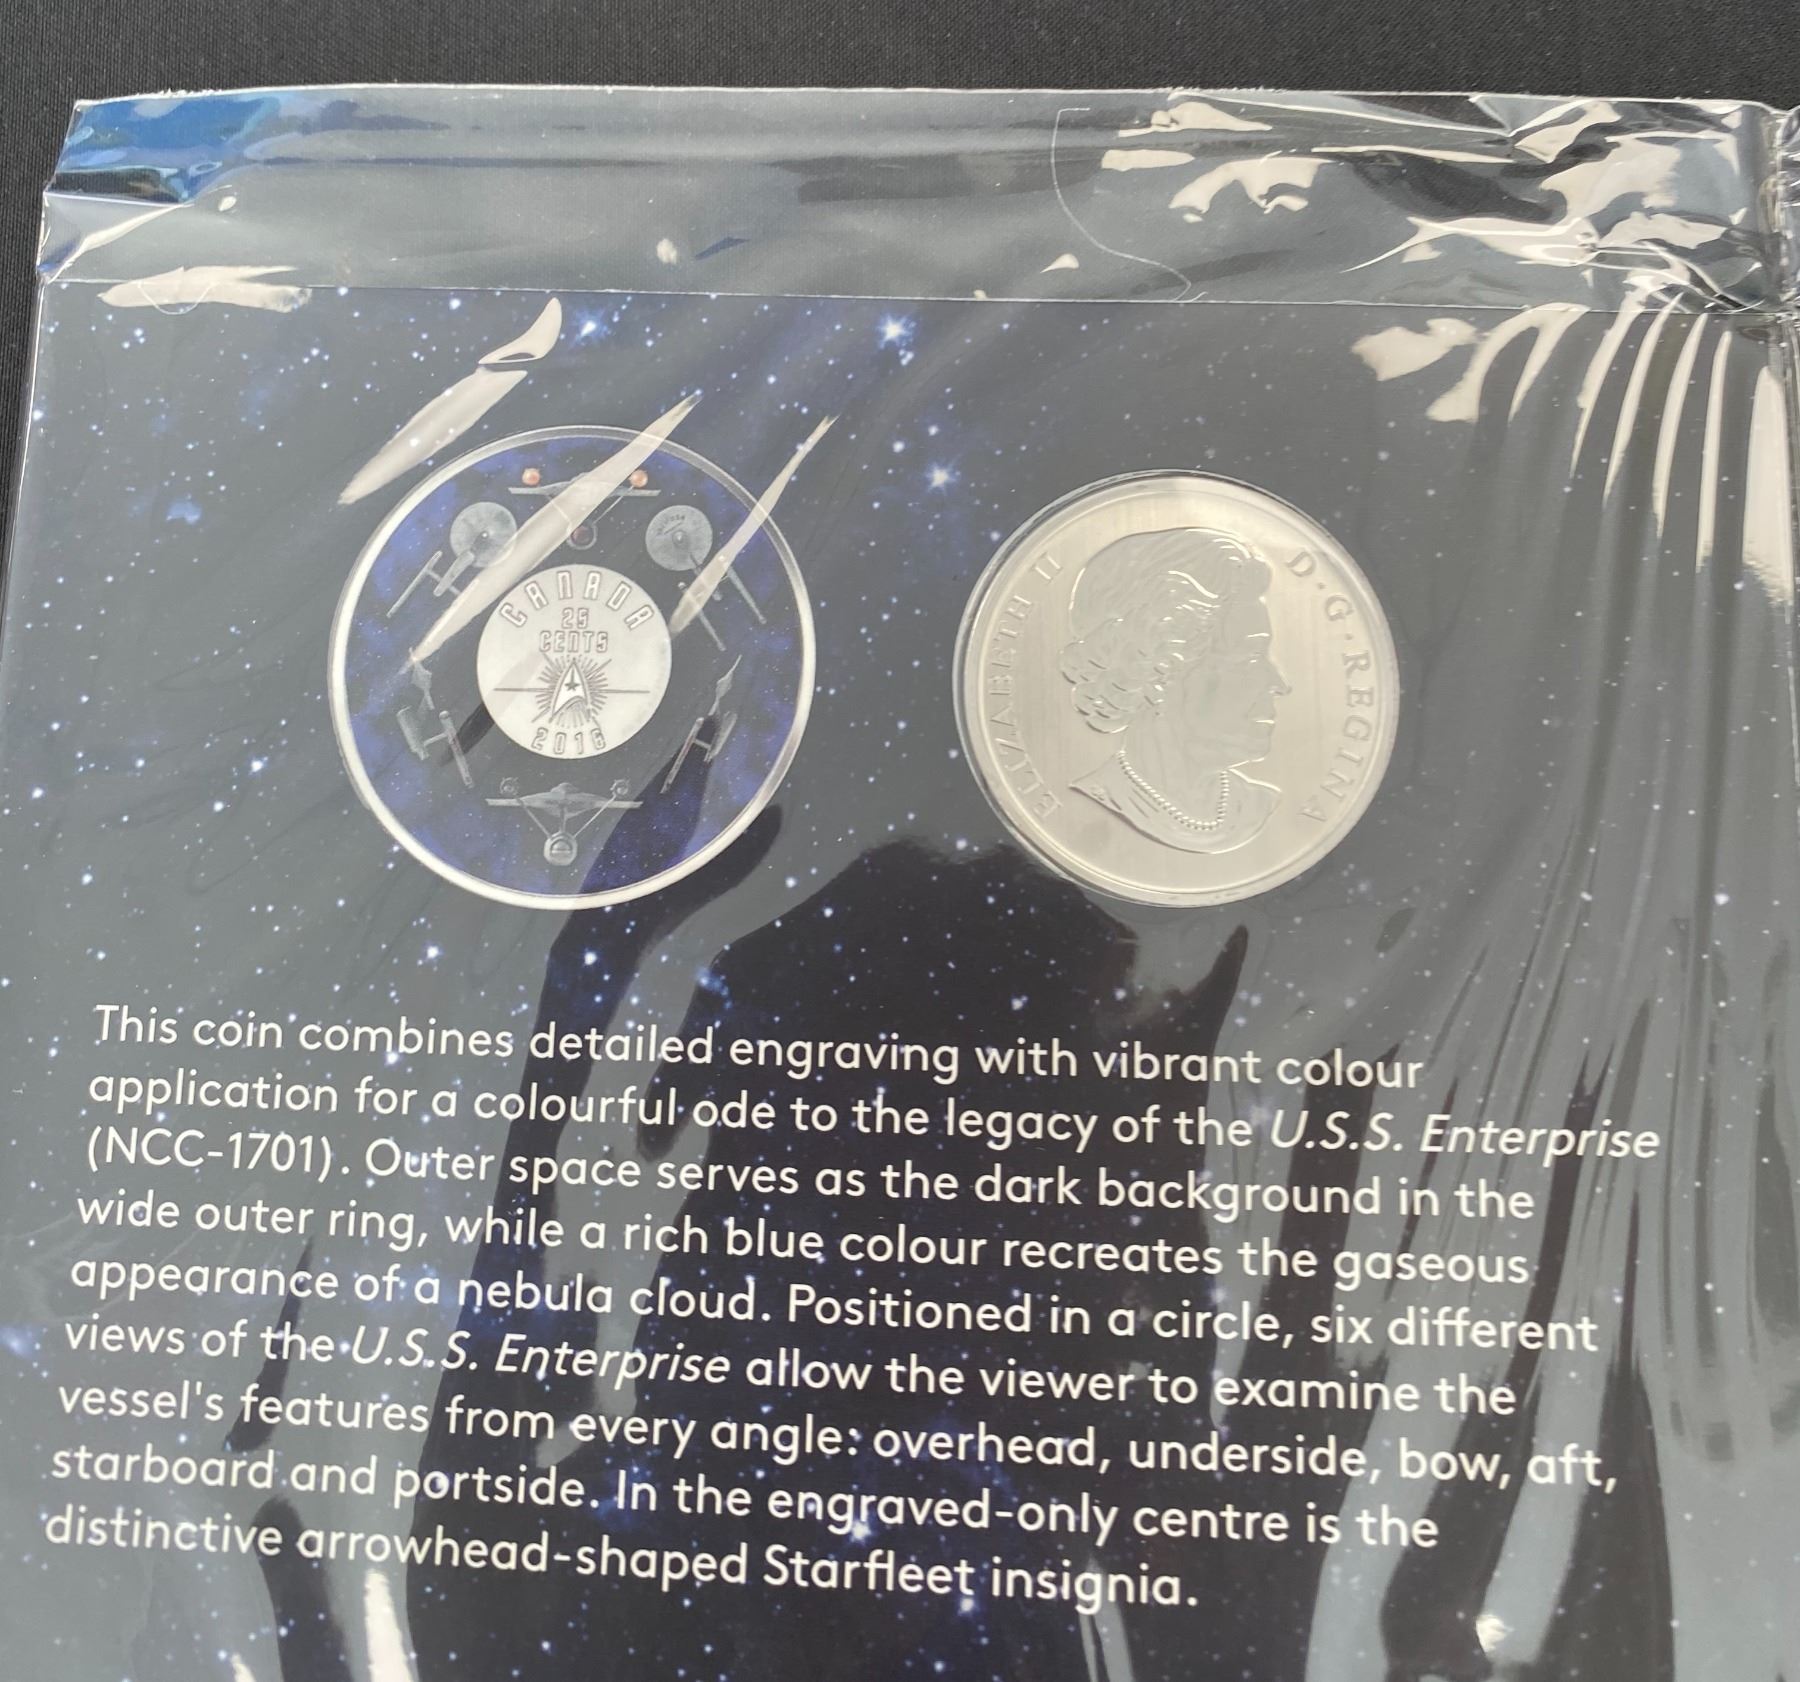 CANADA
25
CENTS
2016
ELIZABETH II
D·G·REGINA
This coin combines detailed engraving with vibrant colour
application for a colourful ode to the legacy of the U.S.S. Enterprise
(NCC-1701). Outer space serves as the dark background in the
wide outer ring, while a rich blue colour recreates the gaseous
appearance of a nebula cloud. Positioned in a circle, six different
views of the U.S.S. Enterprise allow the viewer to examine the
vessel's features from every angle: overhead, underside, bow, aft,
starboard and portside. In the engraved-only centre is the
distinctive arrowhead-shaped Starfleet insignia.